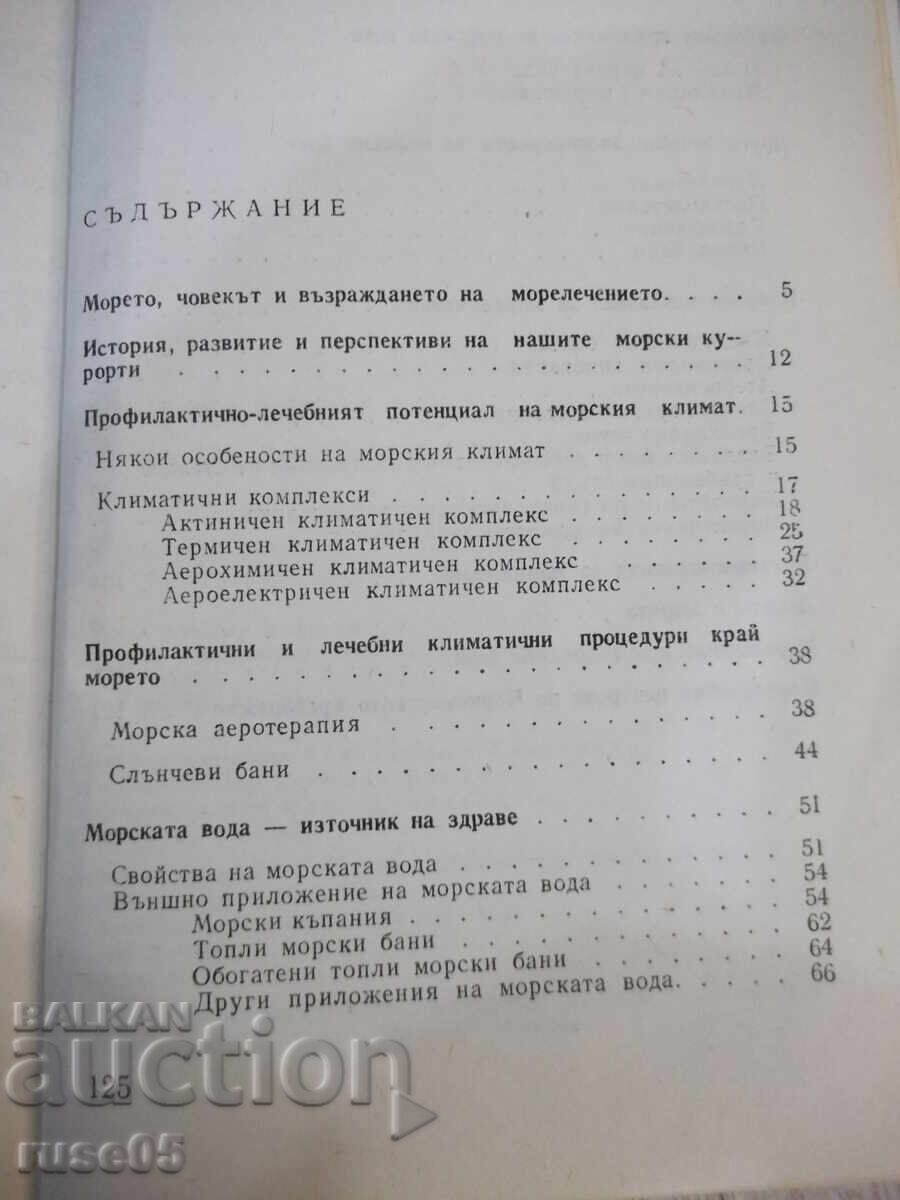 СЪДЪРЖАНИЕ
Морето, човекът и възраждането на морелечението. . . . 5
История, развитие и перспективи на нашите морски ку-
рорти . . . . . . . . . . . . . . . . . . . 12
Профилактично-лечебният потенциал на морския климат. 15
Някои особености на морския климат . . . . . . . . 15
Климатични комплекси . . . . . . . . . . . . . . 17
Актиничен климатичен комплекс . . . . . . . . 18
Термичен климатичен комплекс . . . . . . . . 25
Аерохимичен климатичен комплекс . . . . . . 37
Аероелектричен климатичен комплекс . . . . . 32
Профилактични и лечебни климатични процедури край
морето . . . . . . . . . . . . . . . . . . . . 38
Морска аеротерапия . . . . . . . . . . . . . . 38
Слънчеви бани . . . . . . . . . . . . . . . . . 44
Морската вода — източник на здраве . . . . . . . . . . 51
Свойства на морската вода . . . . . . . . . . . . 51
Външно приложение на морската вода . . . . . . . 54
Морски къпания . . . . . . . . . . . . . . 54
Топли морски бани . . . . . . . . . . . . 62
Обогатени топли морски бани . . . . . . . 64
Други приложения на морската вода. . . . . 66
BALKAN
auction
125
ruse05